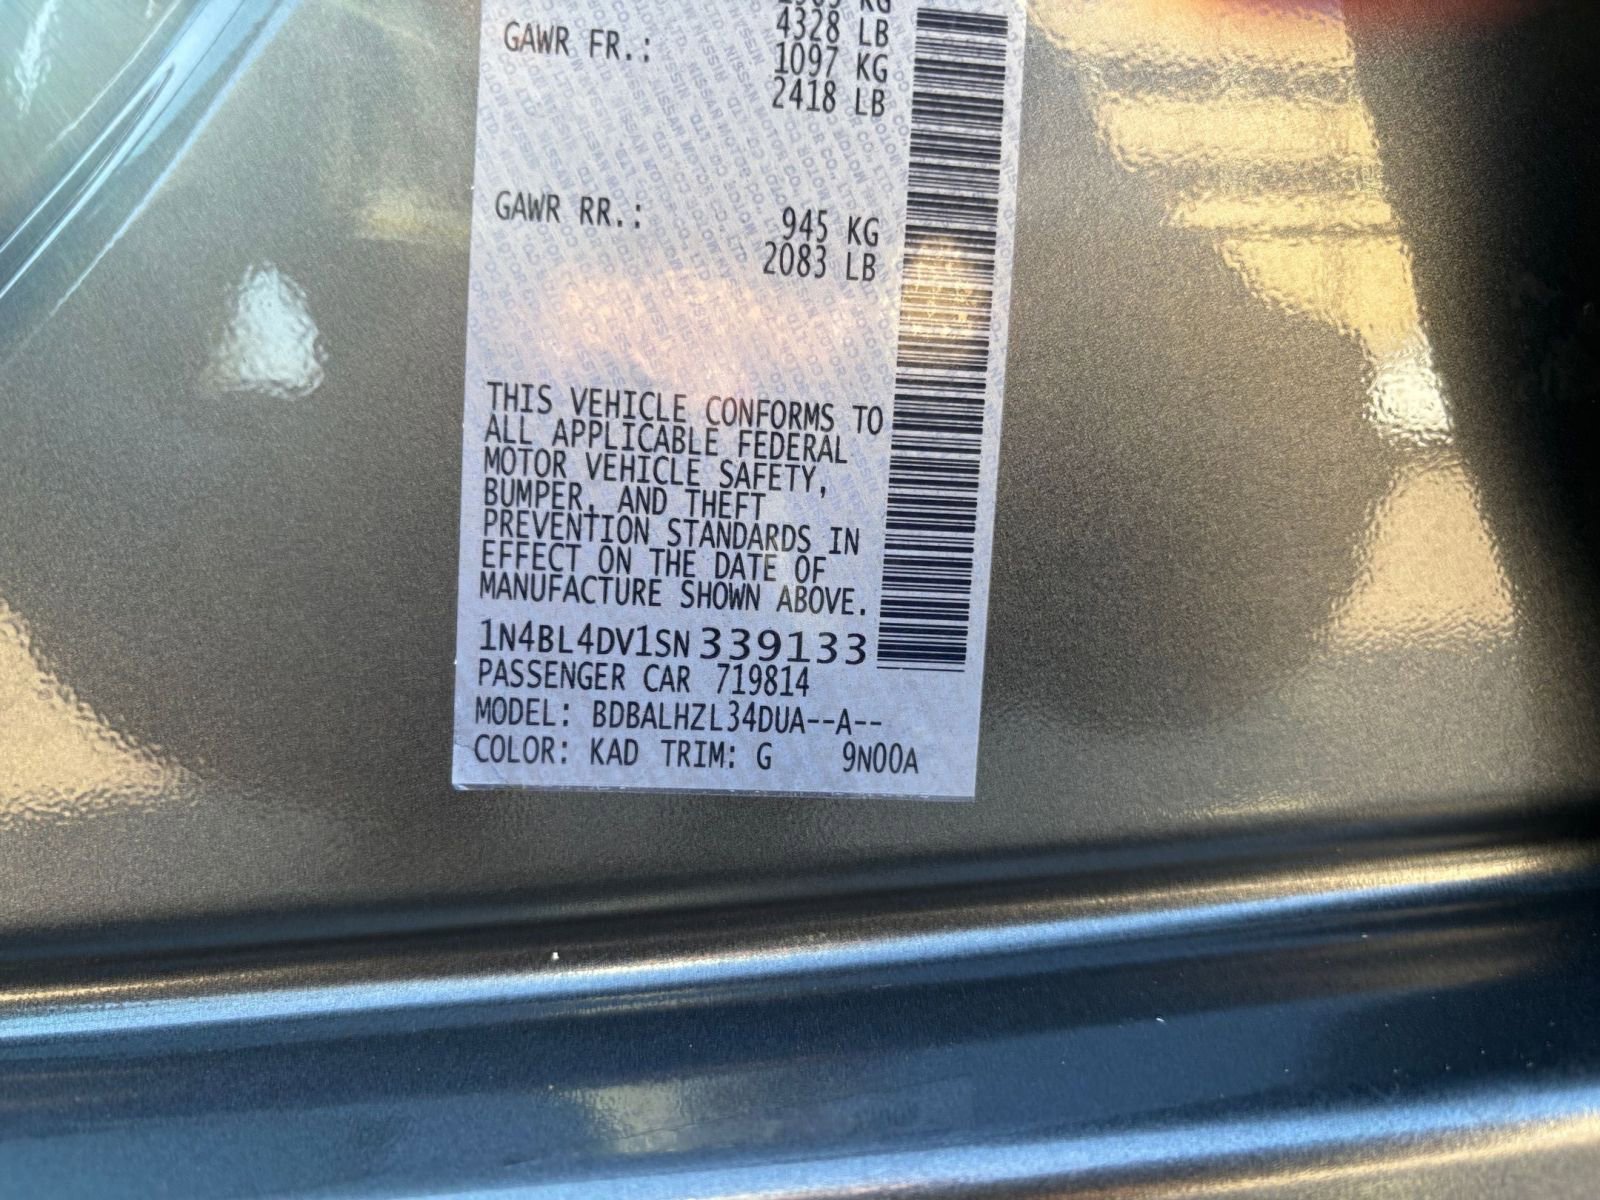 KG
4328 LB
GAWR FR.: 1097 KG
2418 LB
GAWR RR.: 945 KG
2083 LB
THIS VEHICLE CONFORMS TO
ALL APPLICABLE FEDERAL
MOTOR VEHICLE SAFETY,
BUMPER, AND THEFT
PREVENTION STANDARDS IN
EFFECT ON THE DATE OF
MANUFACTURE SHOWN ABOVE.
1N4BL4DV1SN339133
PASSENGER CAR 719814
MODEL: BDBALHZL34DUA--A--
COLOR: KAD TRIM: G 9N00A